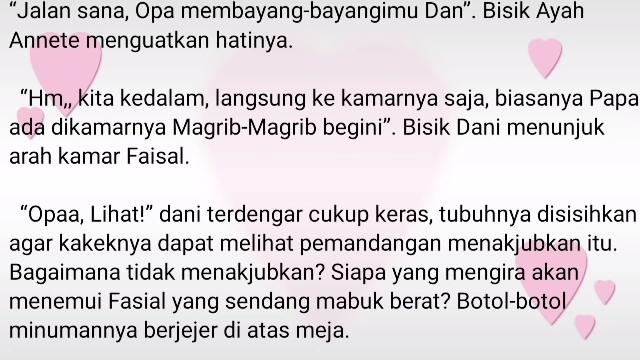 “Jalan sana, Opa membayang-bayangimu Dan”. Bisik Ayah
Annete menguatkan hatinya.
“Hm,, kita kedalam, langsung ke kamarnya saja, biasanya Papa
ada dikamarnya Magrib-Magrib begini”. Bisik Dani menunjuk
arah kamar Faisal.
“Opaa, Lihat!” dani terdengar cukup keras, tubuhnya disisihkan
agar kakeknya dapat melihat pemandangan menakjubkan itu.
Bagaimana tidak menakjubkan? Siapa yang mengira akan
menemui Fasial yang sendang mabuk berat? Botol-botol
minumannya berjejer di atas meja.